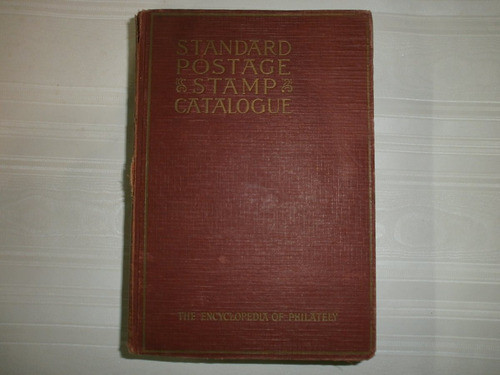 STANDARD
POSTAGE
STAMP
CATALOGUE
THE ENCYCLOPEDIA OF PHILATELY